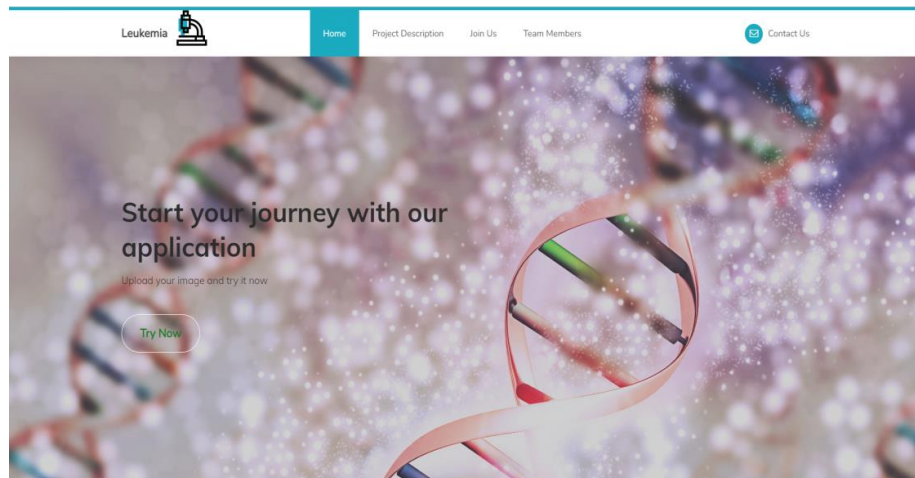 Leukemia
Home
Project Description
Join Us
Team Members
Contact Us
Start your journey with our
application
Upload your image and try it now
Try Now